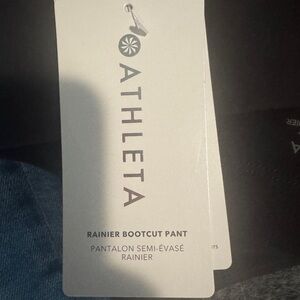 ATHLETA
RAINIER BOOTCUT PANT
PANTALON SEMI-ÉVASÉ
RAINIER